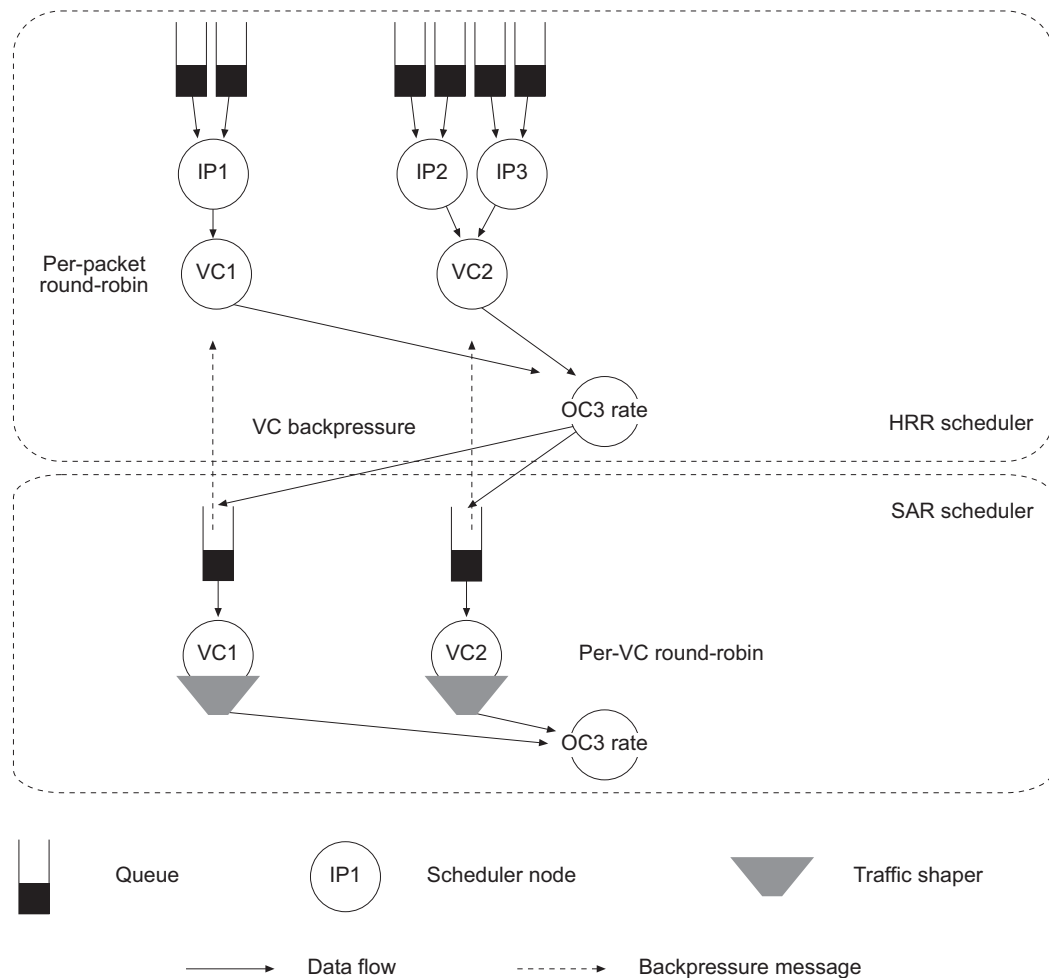 IP1
IP2
IP3
Per-packet
round-robin
VC1
VC2
OC3 rate
VC backpressure
HRR scheduler
SAR scheduler
VC1
VC2
Per-VC round-robin
OC3 rate
Queue
IP1
Scheduler node
Traffic shaper
Data flow
Backpressure message